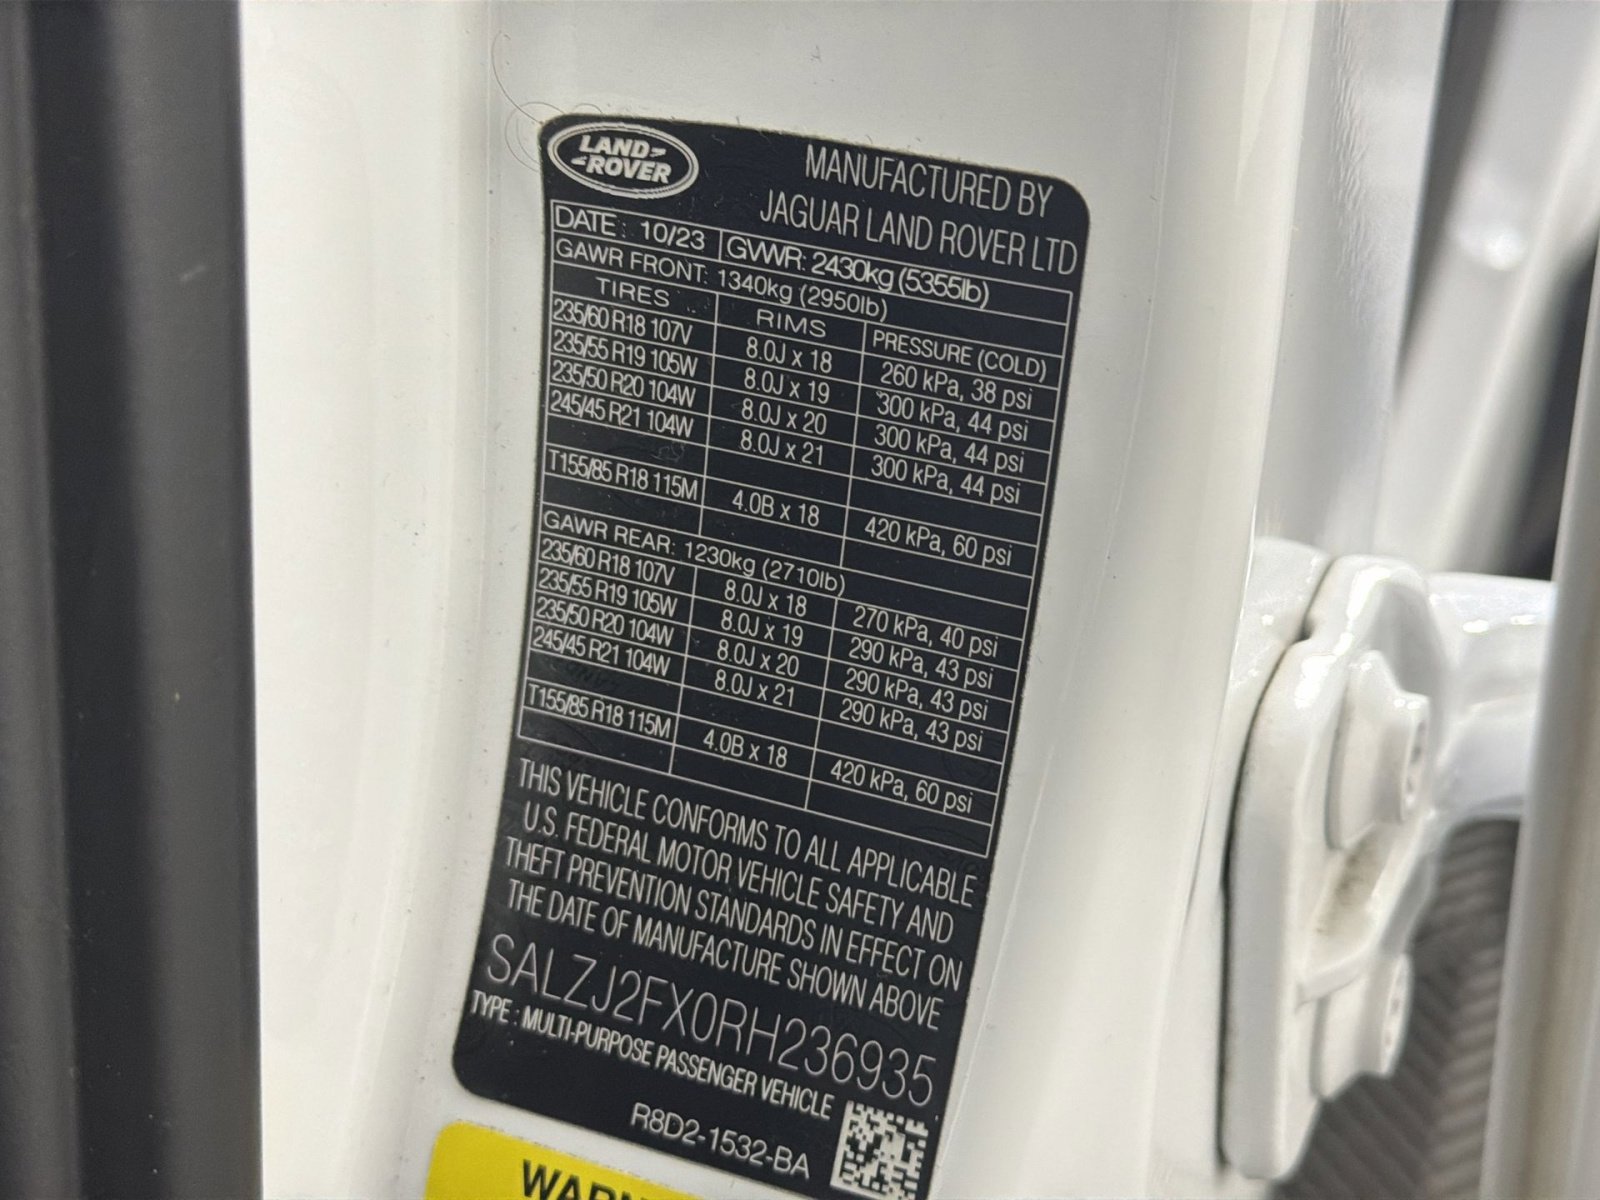 LAND
ROVER
MANUFACTURED BY
JAGUAR LAND ROVER LTD
DATE: 10/23 GVWR: 2430kg (5355lb)
GAWR FRONT: 1340kg (2950lb)
TIRES RIMS PRESSURE (COLD)
235/60 R18 107V 8.0J x 18 260 kPa, 38 psi
235/55 R19 105W 8.0J x 19 300 kPa, 44 psi
235/50 R20 104W 8.0J x 20 300 kPa, 44 psi
245/45 R21 104W 8.0J x 21 300 kPa, 44 psi
T155/85 R18 115M 4.0B x 18 420 kPa, 60 psi
GAWR REAR: 1230kg (2710lb)
235/60 R18 107V 8.0J x 18 270 kPa, 40 psi
235/55 R19 105W 8.0J x 19 290 kPa, 43 psi
235/50 R20 104W 8.0J x 20 290 kPa, 43 psi
245/45 R21 104W 8.0J x 21 290 kPa, 43 psi
T155/85 R18 115M 4.0B x 18 420 kPa, 60 psi
THIS VEHICLE CONFORMS TO ALL APPLICABLE
U.S. FEDERAL MOTOR VEHICLE SAFETY AND
THEFT PREVENTION STANDARDS IN EFFECT ON
THE DATE OF MANUFACTURE SHOWN ABOVE
SALZJ2FX0RH236935
TYPE : MULTI-PURPOSE PASSENGER VEHICLE
R8D2-1532-BA